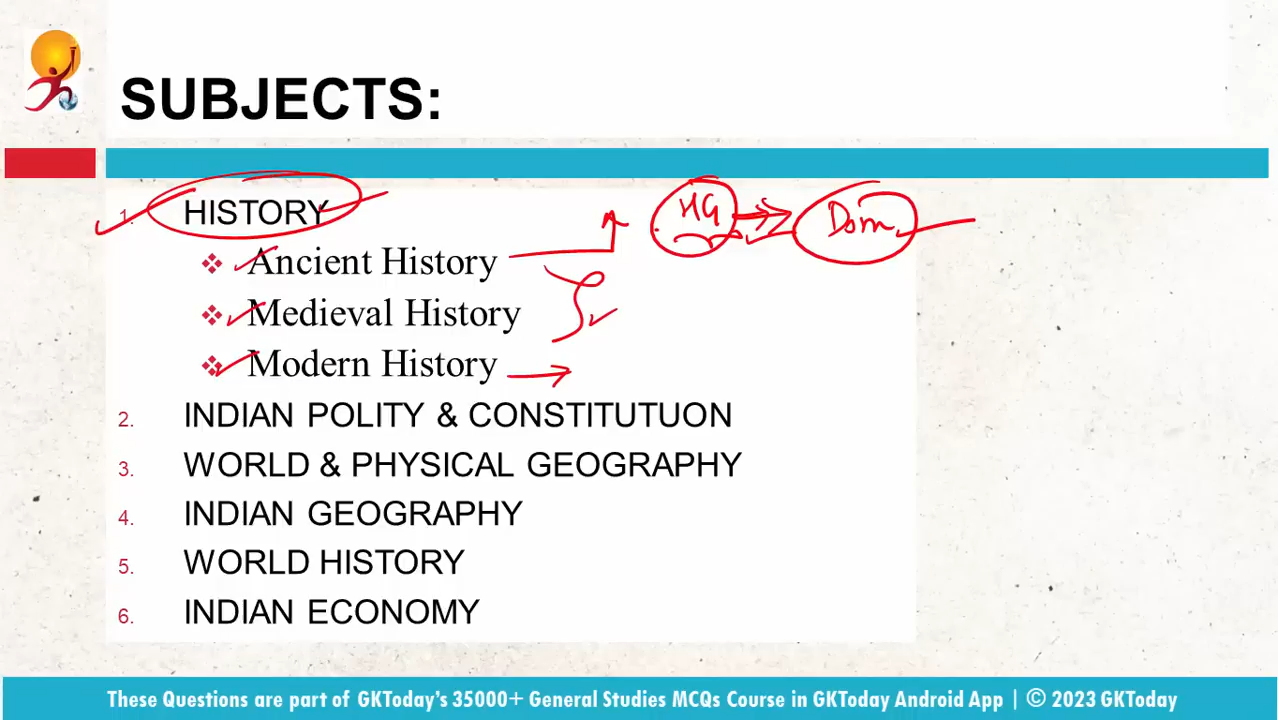 SUBJECTS:
1. HISTORY
❖ Ancient History
❖ Medieval History
❖ Modern History
HG
Dom
2. INDIAN POLITY & CONSTITUTUON
3. WORLD & PHYSICAL GEOGRAPHY
4. INDIAN GEOGRAPHY
5. WORLD HISTORY
6. INDIAN ECONOMY
These Questions are part of GKToday's 35000+ General Studies MCQs Course in GKToday Android App | © 2023 GKToday